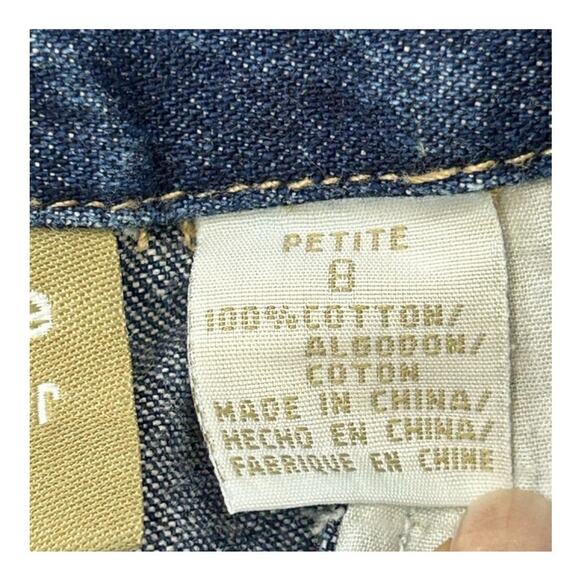 PETITE
8
100% COTTON/
ALGODON/
COTON
MADE IN CHINA/
HECHO EN CHINA/
FABRIQUE EN CHINE
e
r